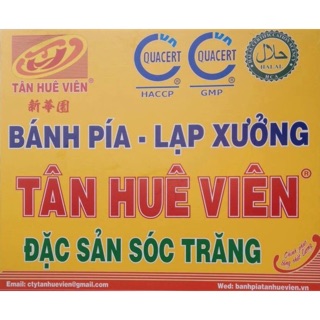 TÂN HUÊ VIÊN®
新華園
QUACERT
HACCP
QUACERT
GMP
حلال
HALAL
BÁNH PÍA - LẠP XƯỞNG
TÂN HUÊ VIÊN®
ĐẶC SẢN SÓC TRĂNG
Email: ctytanhuevien@gmail.com
Wed: banhpiatanhuevien.vn